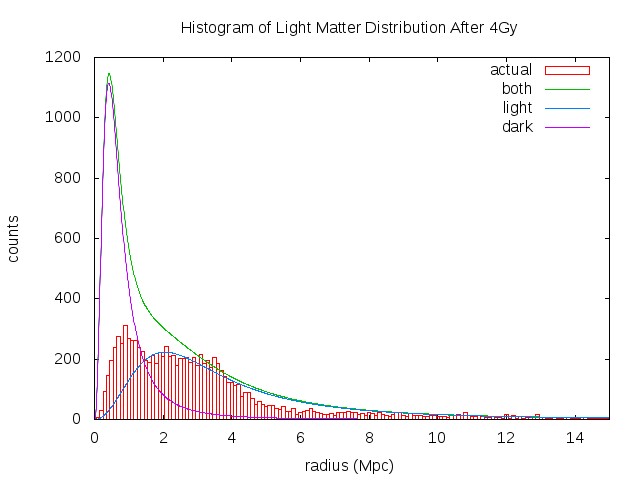 Histogram of Light Matter Distribution After 4Gy
1200
1000
800
600
400
200
0
counts
actual
both
light
dark
0 2 4 6 8 10 12 14
radius (Mpc)